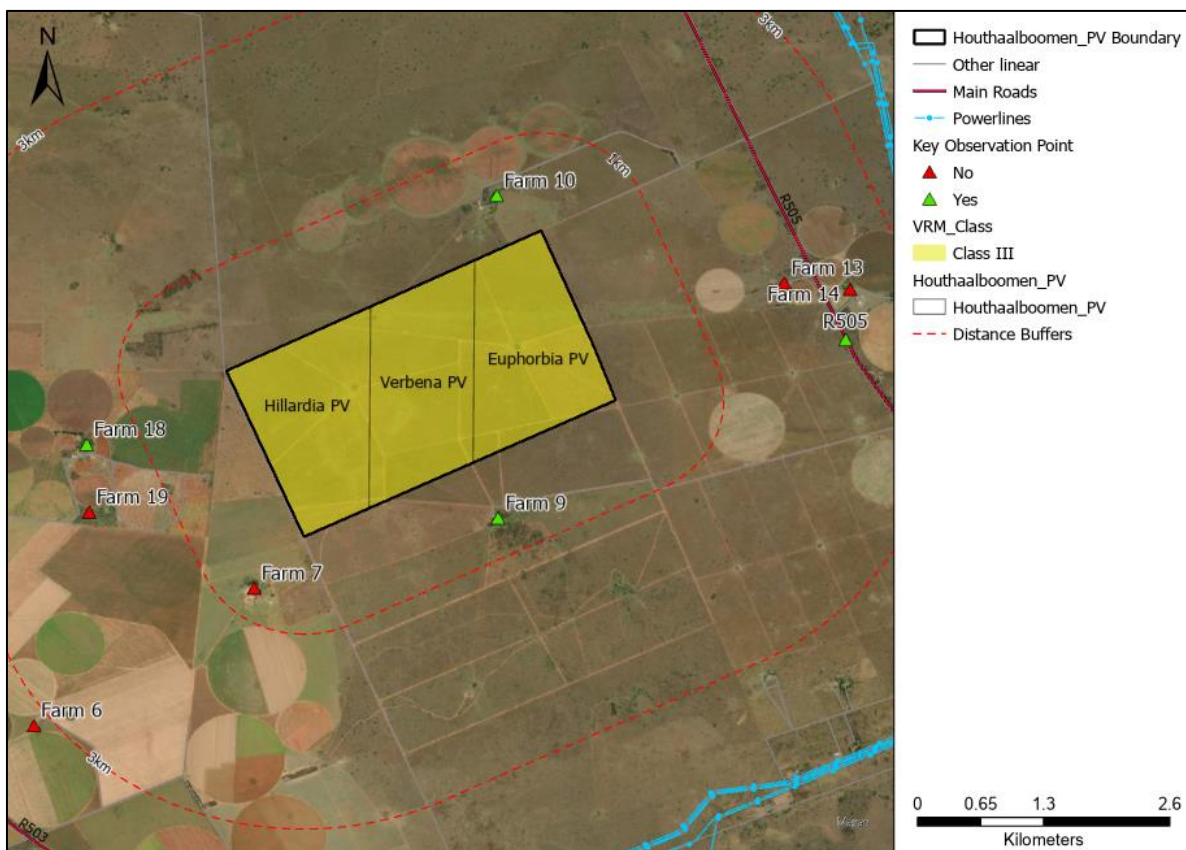 N
3km
3km
Farm 10
1km
R505
Farm 13
Farm 14
R505
Euphorbia PV
Verbena PV
Hillardia PV
Farm 18
Farm 19
Farm 9
Farm 7
Farm 6
3km
R503
Houthaalboomen_PV Boundary
Other linear
Main Roads
Powerlines
Key Observation Point
No
Yes
VRM_Class
Class III
Houthaalboomen_PV
Houthaalboomen_PV
Distance Buffers
0 0.65 1.3 2.6
Kilometers